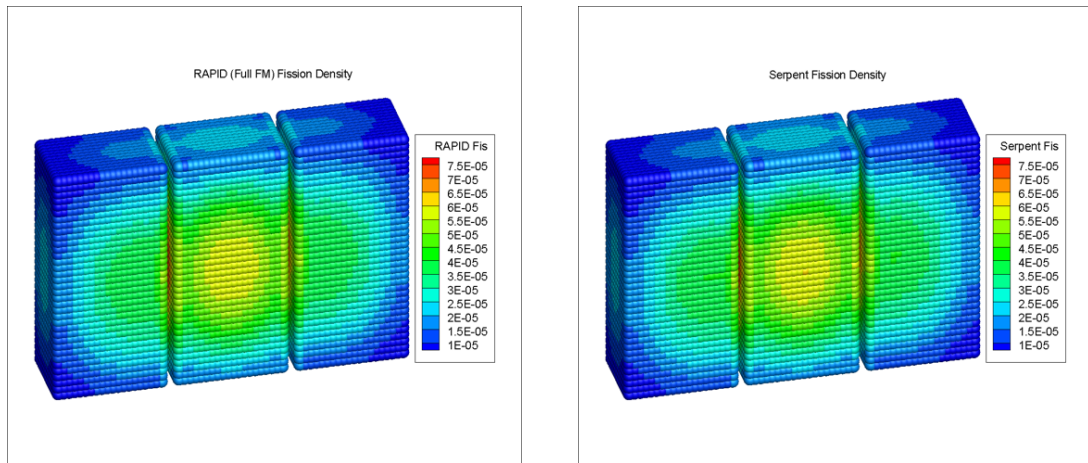 RAPID (Full FM) Fission Density
RAPID Fis
7.5E-05
7E-05
6.5E-05
6E-05
5.5E-05
5E-05
4.5E-05
4E-05
3.5E-05
3E-05
2.5E-05
2E-05
1.5E-05
1E-05
Serpent Fission Density
Serpent Fis
7.5E-05
7E-05
6.5E-05
6E-05
5.5E-05
5E-05
4.5E-05
4E-05
3.5E-05
3E-05
2.5E-05
2E-05
1.5E-05
1E-05